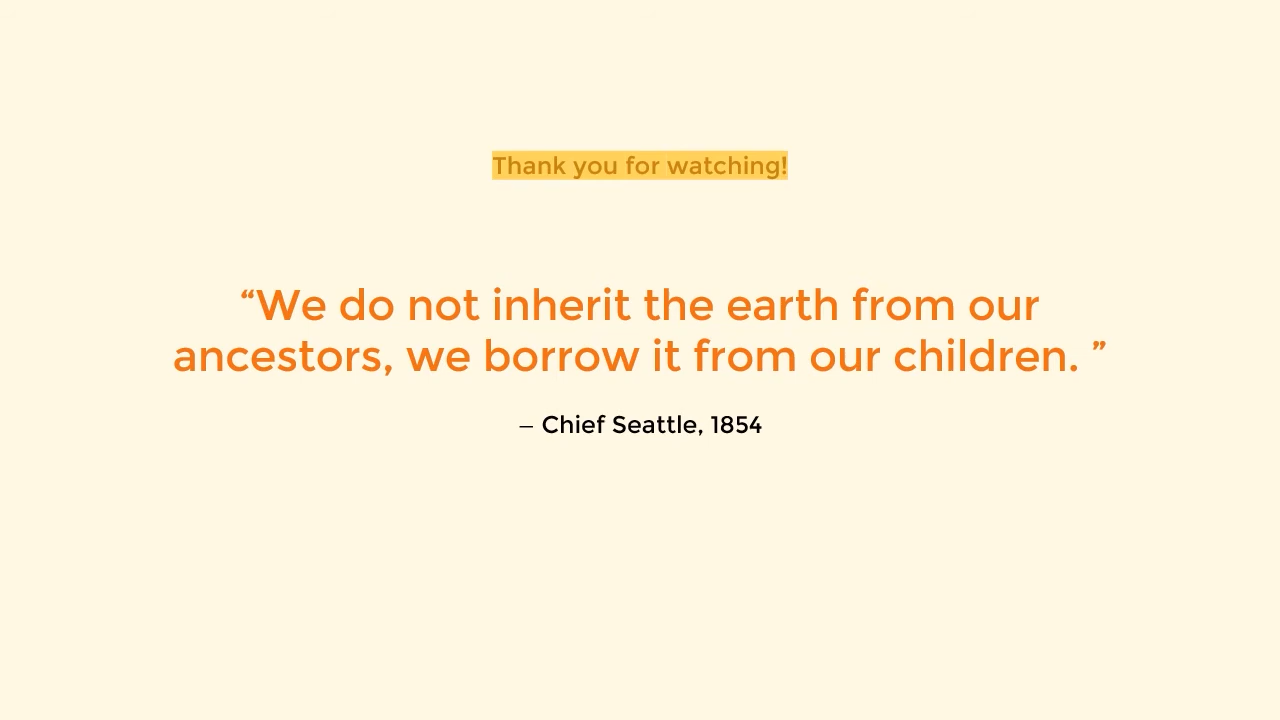 Thank you for watching!
“We do not inherit the earth from our
ancestors, we borrow it from our children. ”
– Chief Seattle, 1854